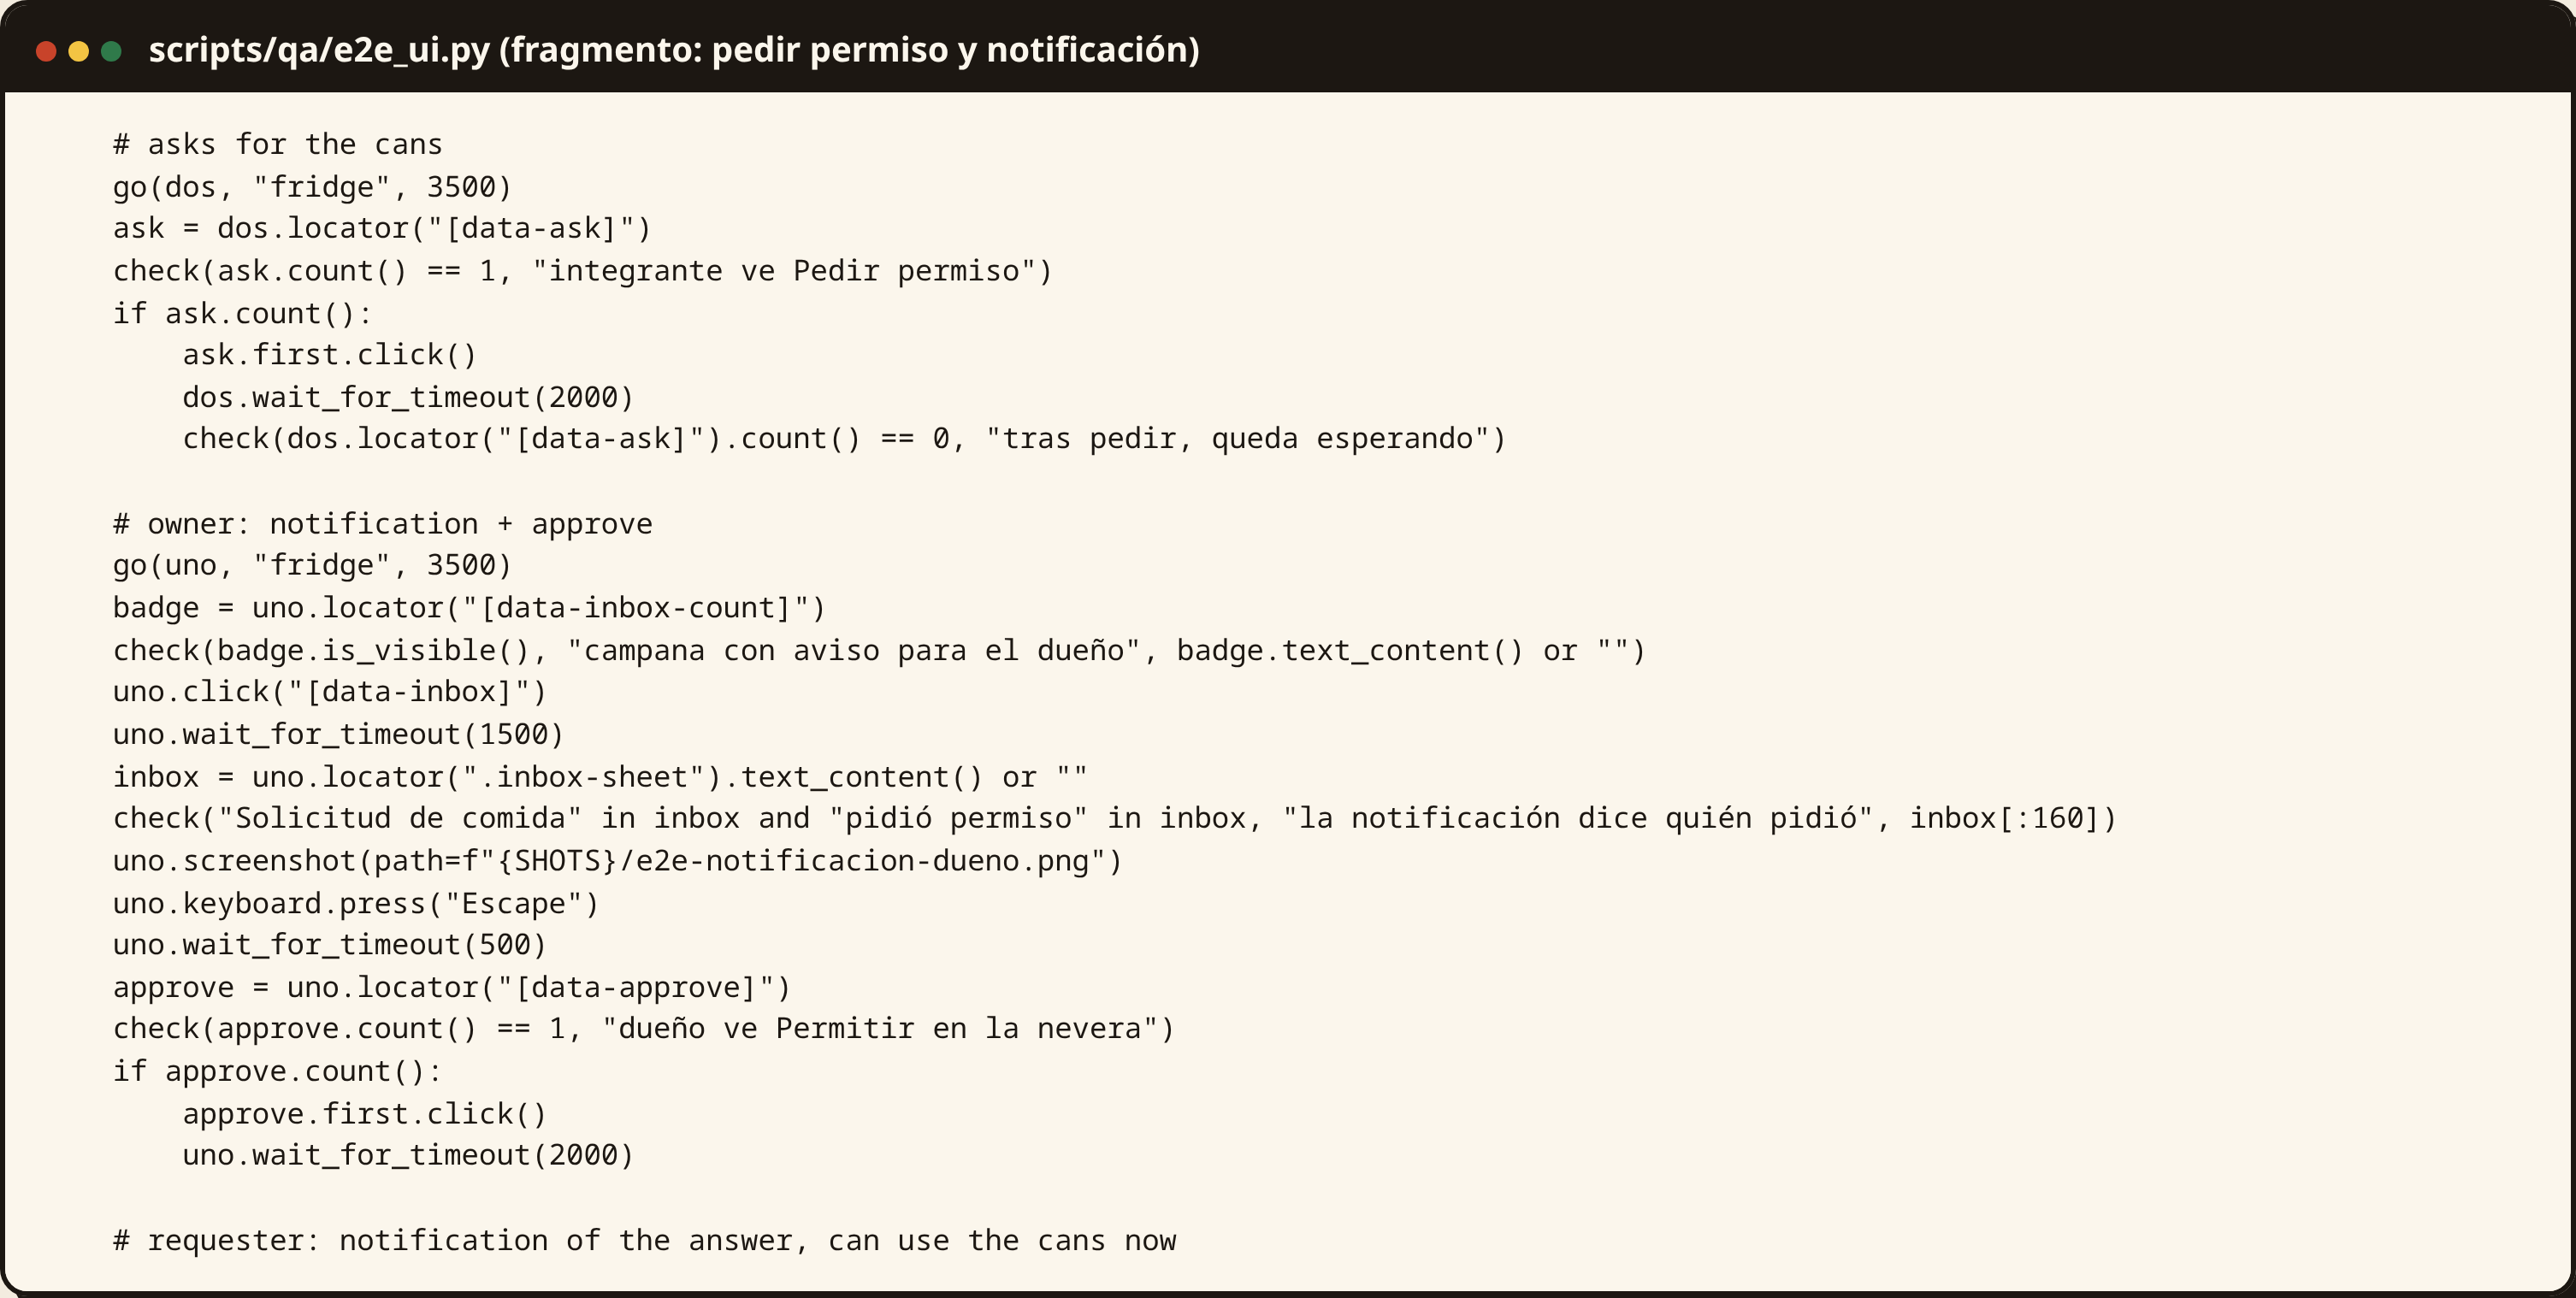 scripts/qa/e2e_ui.py (fragmento: pedir permiso y notificación)
# asks for the cans
go(dos, "fridge", 3500)
ask = dos.locator("[data-ask]")
check(ask.count() == 1, "integrante ve Pedir permiso")
if ask.count():
    ask.first.click()
    dos.wait_for_timeout(2000)
    check(dos.locator("[data-ask]").count() == 0, "tras pedir, queda esperando")
# owner: notification + approve
go(uno, "fridge", 3500)
badge = uno.locator("[data-inbox-count]")
check(badge.is_visible(), "campana con aviso para el dueño", badge.text_content() or "")
uno.click("[data-inbox]")
uno.wait_for_timeout(1500)
inbox = uno.locator(".inbox-sheet").text_content() or ""
check("Solicitud de comida" in inbox and "pidió permiso" in inbox, "la notificación dice quién pidió", inbox[:160])
uno.screenshot(path=f"{SHOTS}/e2e-notificacion-dueno.png")
uno.keyboard.press("Escape")
uno.wait_for_timeout(500)
approve = uno.locator("[data-approve]")
check(approve.count() == 1, "dueño ve Permitir en la nevera")
if approve.count():
    approve.first.click()
    uno.wait_for_timeout(2000)
# requester: notification of the answer, can use the cans now